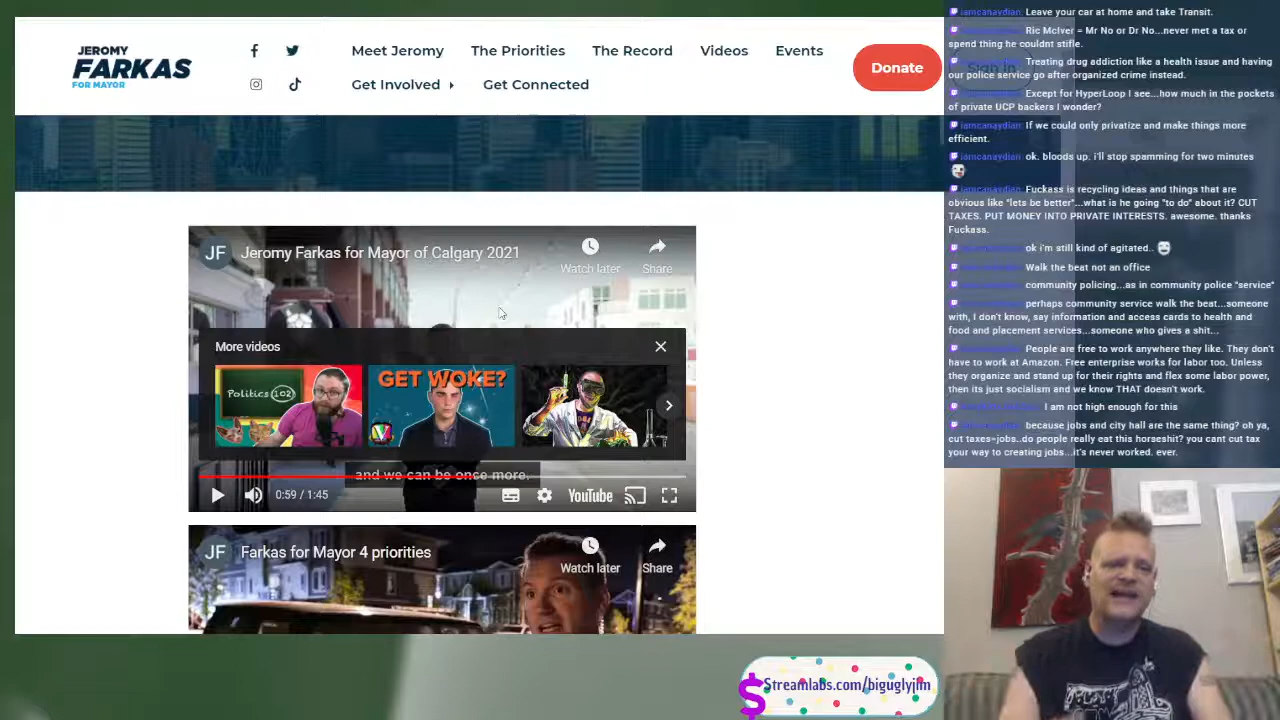 JEROMY
FARKAS
FOR MAYOR
Meet Jeromy
The Priorities
The Record
Videos
Events
Get Involved
Get Connected
Donate
JF
Jeromy Farkas for Mayor of Calgary 2021
Watch later
Share
More videos
Politics 102
GET WOKE?
and we can be once more.
0:59 / 1:45
YouTube
JF
Farkas for Mayor 4 priorities
Watch later
Share
Leave your car at home and take Transit.
Ric McIver = Mr No or Dr No...never met a tax or
spend thing he couldnt stifle.
Treating drug addiction like a health issue and having
our police service go after organized crime instead.
Sign in
Except for HyperLoop I see...how much in the pockets
of private UCP backers I wonder?
iamcanaydian If we could only privatize and make things more
efficient.
iamcanaydian ok. bloods up. i'll stop spamming for two minutes
Fuckass is recycling ideas and things that are
obvious like "lets be better"...what is he going "to do" about it? CUT
TAXES. PUT MONEY INTO PRIVATE INTERESTS. awesome. thanks
Fuckass.
ok i'm still kind of agitated..
Walk the beat not an office
community policing...as in community police "service"
perhaps community service walk the beat...someone
with, I don't know, say information and access cards to health and
food and placement services...someone who gives a shit...
People are free to work anywhere they like. They don't
have to work at Amazon. Free enterprise works for labor too. Unless
they organize and stand up for their rights and flex some labor power,
then its just socialism and we know THAT doesn't work.
I am not high enough for this
because jobs and city hall are the same thing? oh ya,
cut taxes=jobs..do people really eat this horseshit? you cant cut tax
your way to creating jobs...it's never worked. ever.
$
Streamlabs.com/biguglyjim